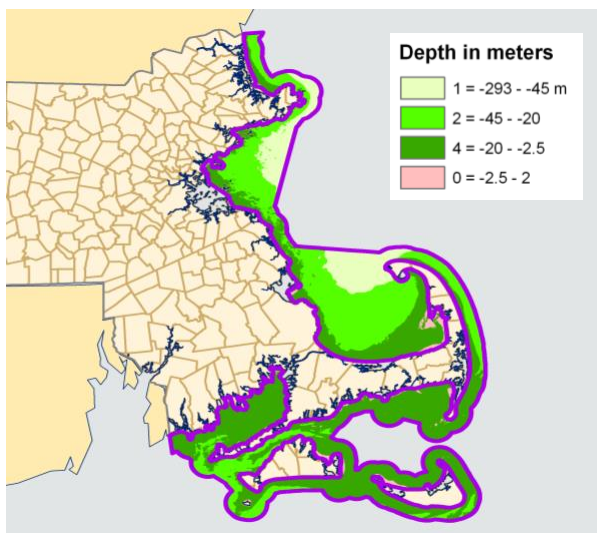 Depth in meters
1 = -293 - -45 m
2 = -45 - -20
4 = -20 - -2.5
0 = -2.5 - 2